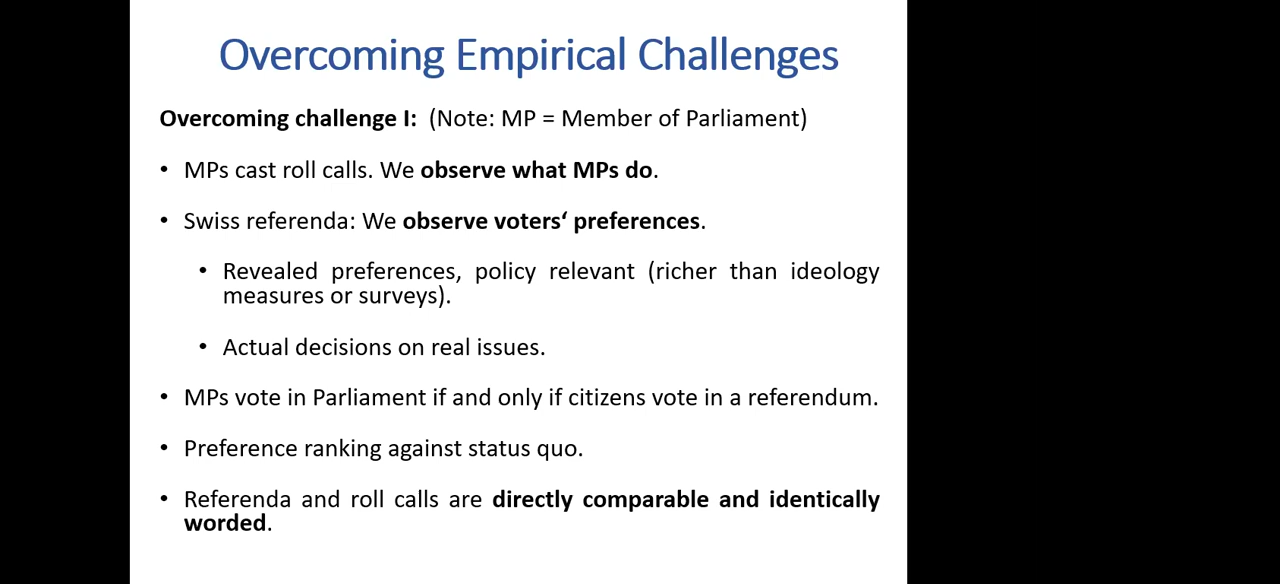 Overcoming Empirical Challenges
Overcoming challenge I: (Note: MP = Member of Parliament)
• MPs cast roll calls. We observe what MPs do.
• Swiss referenda: We observe voters‘ preferences.
• Revealed preferences, policy relevant (richer than ideology
measures or surveys).
• Actual decisions on real issues.
• MPs vote in Parliament if and only if citizens vote in a referendum.
• Preference ranking against status quo.
• Referenda and roll calls are directly comparable and identically
worded.